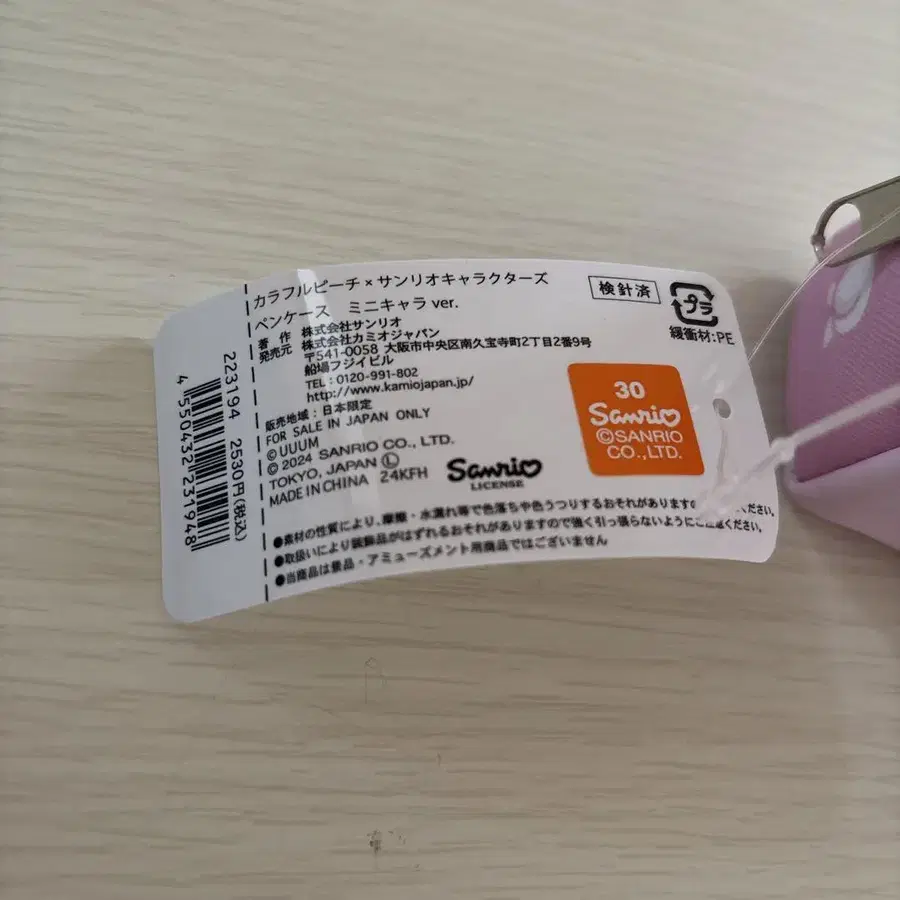 カラフルピーチ×サンリオキャラクターズ
ペンケース ミニキャラ ver.
著 作 株式会社サンリオ
発売元 株式会社カミオジャパン
〒541-0058 大阪市中央区南久宝寺町2丁目2番9号
船場フジイビル
TEL:0120-991-802
http://www.kamiojapan.jp/
販売地域:日本限定
FOR SALE IN JAPAN ONLY
©UUUM
© 2024 SANRIO CO., LTD.
TOKYO, JAPAN Ⓛ
MADE IN CHINA 24KFH
Sanrio
LICENSE
検針済
プラ
緩衝材:PE
30
Sanrio
©SANRIO
CO.,LTD.
●素材の性質により、摩擦・水濡れ等で色落ちや色うつりするおそれがありますの ください。
●取扱いにより装飾品がはずれるおそれがありますので強く引っ張らないようにご注意ください。
●当商品は景品・アミューズメント用商品ではございません
223194 2530円(税込)
4 550432 231948